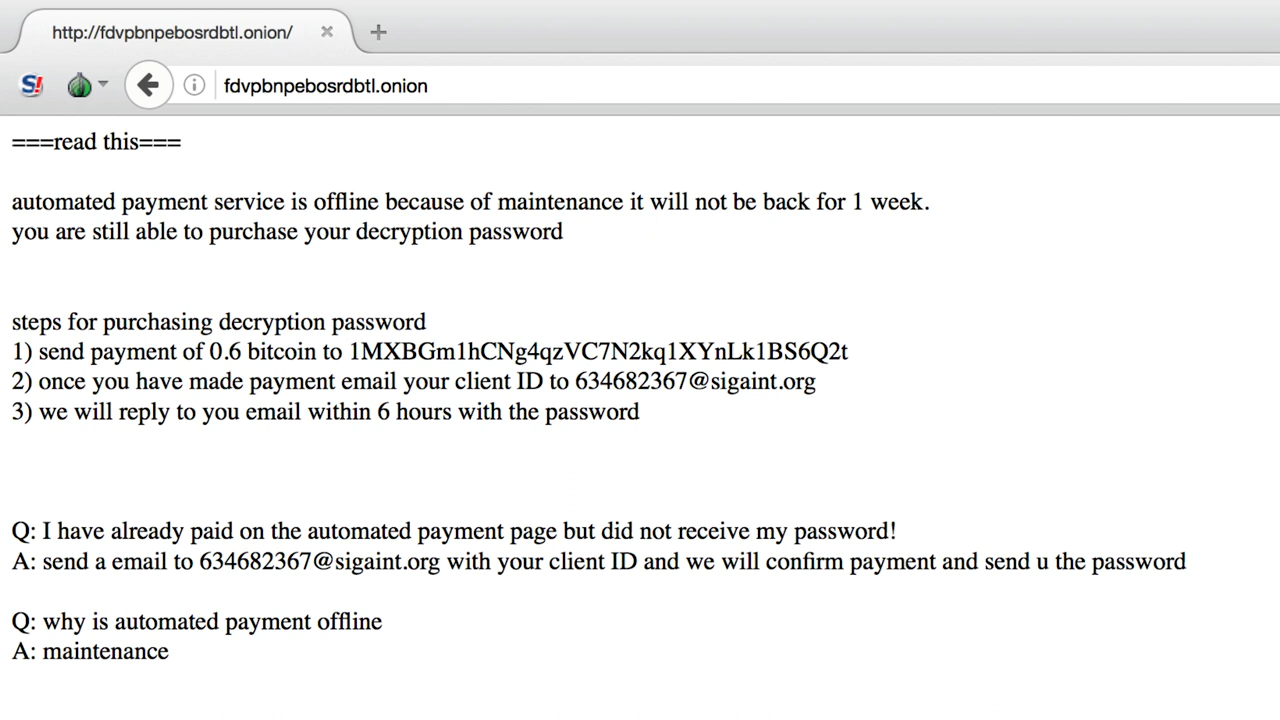 http://fdvpbnpebosrdbtl.onion/
S!
fdvpbnpebosrdbtl.onion
===read this===
automated payment service is offline because of maintenance it will not be back for 1 week.
you are still able to purchase your decryption password
steps for purchasing decryption password
1) send payment of 0.6 bitcoin to 1MXBGm1hCNg4qzVC7N2kq1XYnLk1BS6Q2t
2) once you have made payment email your client ID to 634682367@sigaint.org
3) we will reply to you email within 6 hours with the password
Q: I have already paid on the automated payment page but did not receive my password!
A: send a email to 634682367@sigaint.org with your client ID and we will confirm payment and send u the password
Q: why is automated payment offline
A: maintenance